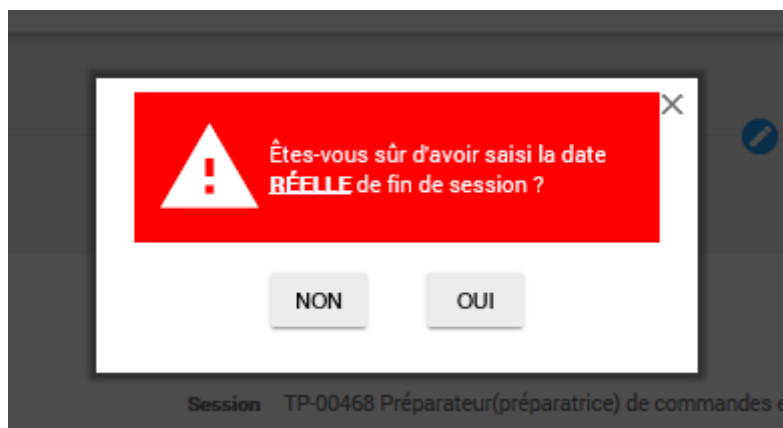 Êtes-vous sûr d'avoir saisi la date
RÉELLE de fin de session ?
NON OUI
Session TP-00468 Préparateur(préparatrice) de commandes e